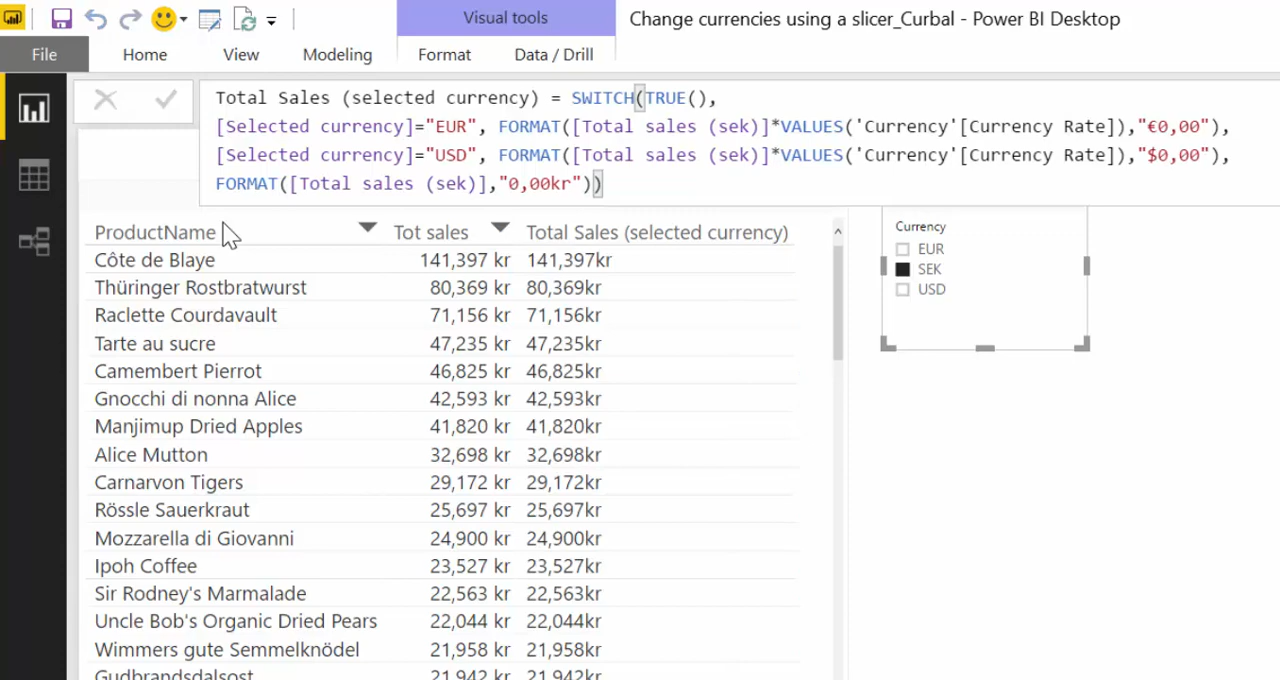 Visual tools
Change currencies using a slicer_Curbal - Power BI Desktop
File Home View Modeling Format Data / Drill
Total Sales (selected currency) = SWITCH(TRUE(),
[Selected currency]="EUR", FORMAT([Total sales (sek)]*VALUES('Currency'[Currency Rate]),"€0,00"),
[Selected currency]="USD", FORMAT([Total sales (sek)]*VALUES('Currency'[Currency Rate]),"$0,00"),
FORMAT([Total sales (sek)],"0,00kr"))
ProductName Tot sales Total Sales (selected currency)
Côte de Blaye 141,397 kr 141,397kr
Thüringer Rostbratwurst 80,369 kr 80,369kr
Raclette Courdavault 71,156 kr 71,156kr
Tarte au sucre 47,235 kr 47,235kr
Camembert Pierrot 46,825 kr 46,825kr
Gnocchi di nonna Alice 42,593 kr 42,593kr
Manjimup Dried Apples 41,820 kr 41,820kr
Alice Mutton 32,698 kr 32,698kr
Carnarvon Tigers 29,172 kr 29,172kr
Rössle Sauerkraut 25,697 kr 25,697kr
Mozzarella di Giovanni 24,900 kr 24,900kr
Ipoh Coffee 23,527 kr 23,527kr
Sir Rodney's Marmalade 22,563 kr 22,563kr
Uncle Bob's Organic Dried Pears 22,044 kr 22,044kr
Wimmers gute Semmelknödel 21,958 kr 21,958kr
Gudbrandsdalsost 21,942 kr 21,942kr
Currency
EUR
SEK
USD